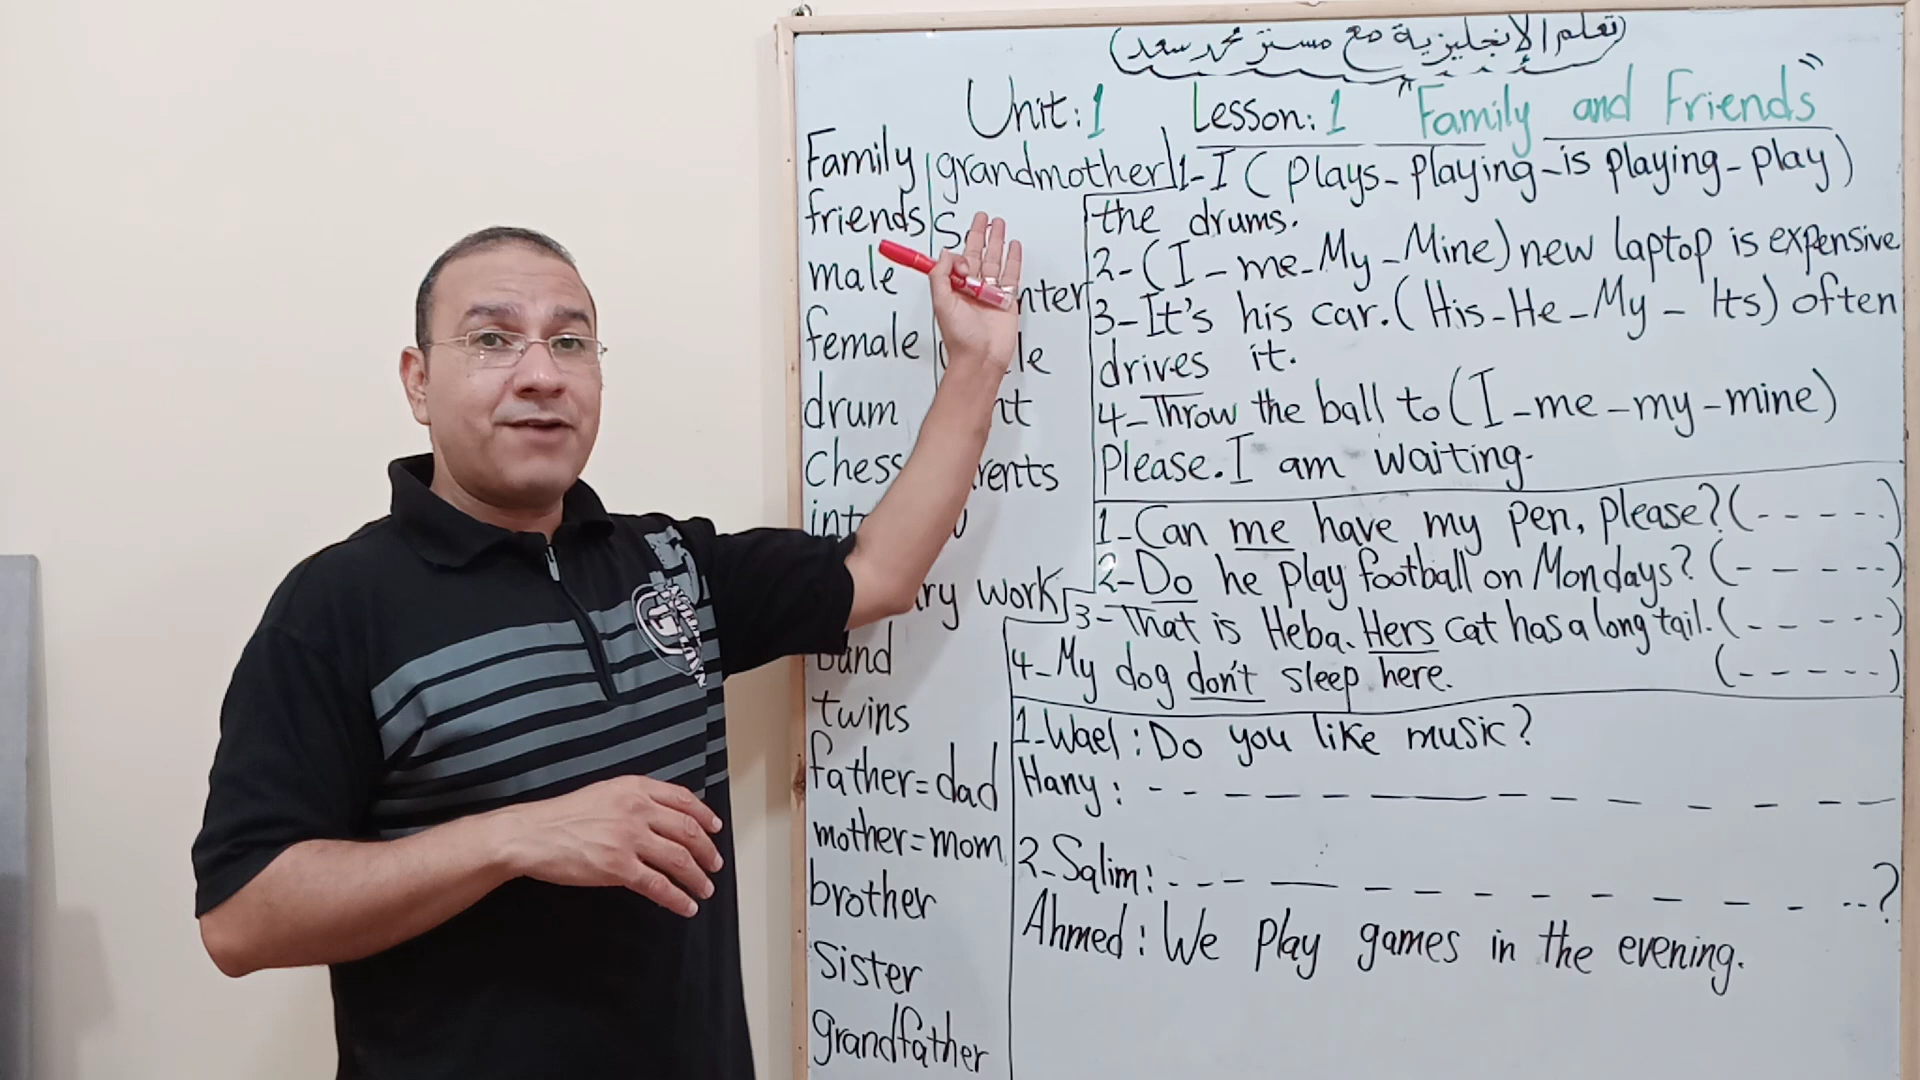 (تعلم الإنجليزية مع مستر محمد سعد)
Unit: 1 Lesson: 1 "Family and Friends"
Family
friends
male
female
drum
chess
band
twins
father = dad
mother = mom
brother
sister
grandfather
grandmother
work
1- I (plays - playing - is playing - play)
the drums.
2- (I - me - My - Mine) new laptop is expensive
3- It's his car. (His - He - My - Its) often
drives it.
4- Throw the ball to (I - me - my - mine)
Please. I am waiting.
1- Can me have my pen, please? (-----)
2- Do he play football on Mondays? (-----)
3- That is Heba. Hers cat has a long tail. (-----)
4- My dog don't sleep here. (-----)
1- Wael: Do you like music?
Hany: - - - - - - - - - - - -
2- Salim: - - - - - - - - - - - - ?
Ahmed: We play games in the evening.